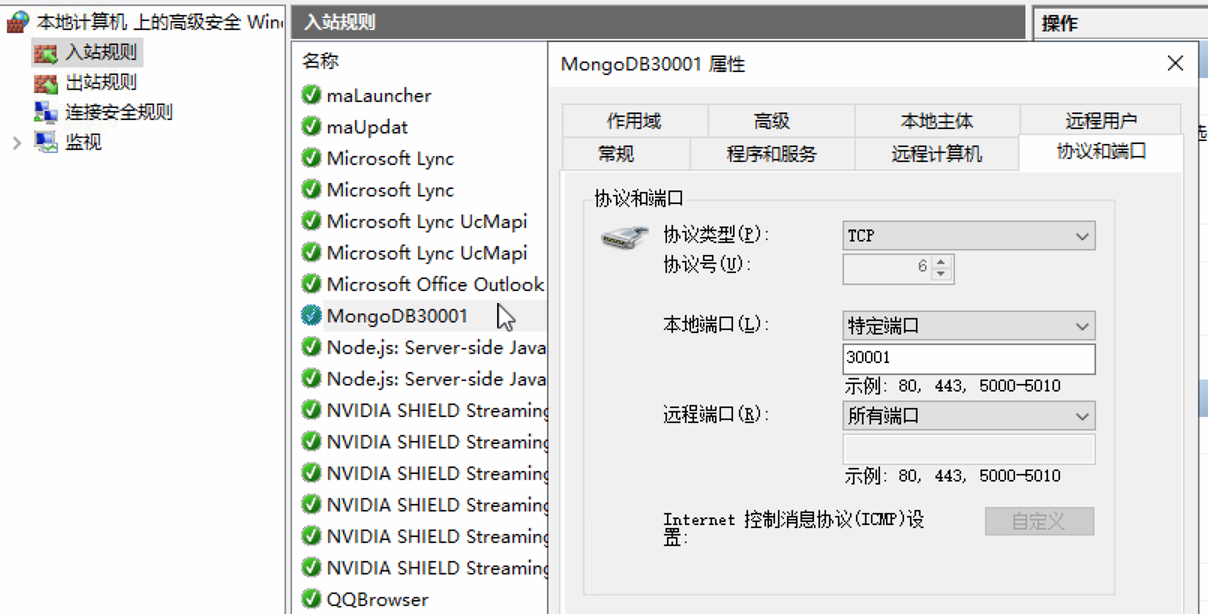 本地计算机 上的高级安全 Win
入站规则
出站规则
连接安全规则
监视
入站规则
名称
maLauncher
maUpdat
Microsoft Lync
Microsoft Lync
Microsoft Lync UcMapi
Microsoft Lync UcMapi
Microsoft Office Outlook
MongoDB30001
Node.js: Server-side Java
Node.js: Server-side Java
NVIDIA SHIELD Streaming
NVIDIA SHIELD Streaming
NVIDIA SHIELD Streaming
NVIDIA SHIELD Streaming
NVIDIA SHIELD Streaming
NVIDIA SHIELD Streaming
QQBrowser
操作
MongoDB30001 属性
作用域 高级 本地主体 远程用户
常规 程序和服务 远程计算机 协议和端口
协议和端口
协议类型(P): TCP
协议号(U): 6
本地端口(L): 特定端口
30001
示例: 80, 443, 5000-5010
远程端口(R): 所有端口
示例: 80, 443, 5000-5010
Internet 控制消息协议(ICMP)设
置:
自定义